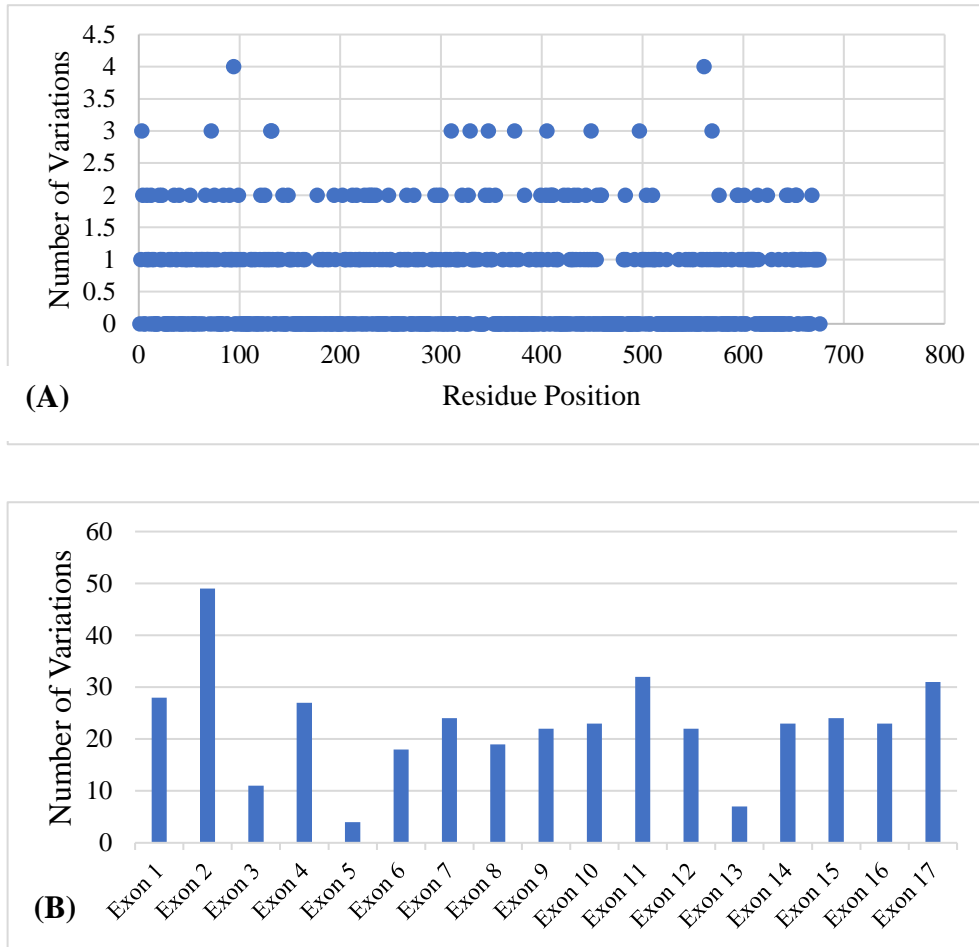 4.5
4
3.5
3
2.5
2
1.5
1
0.5
0
Number of Variations
0 100 200 300 400 500 600 700 800
(A)
Residue Position
60
50
40
30
20
10
0
Number of Variations
Exon 1 Exon 2 Exon 3 Exon 4 Exon 5 Exon 6 Exon 7 Exon 8 Exon 9 Exon 10 Exon 11 Exon 12 Exon 13 Exon 14 Exon 15 Exon 16 Exon 17
(B)